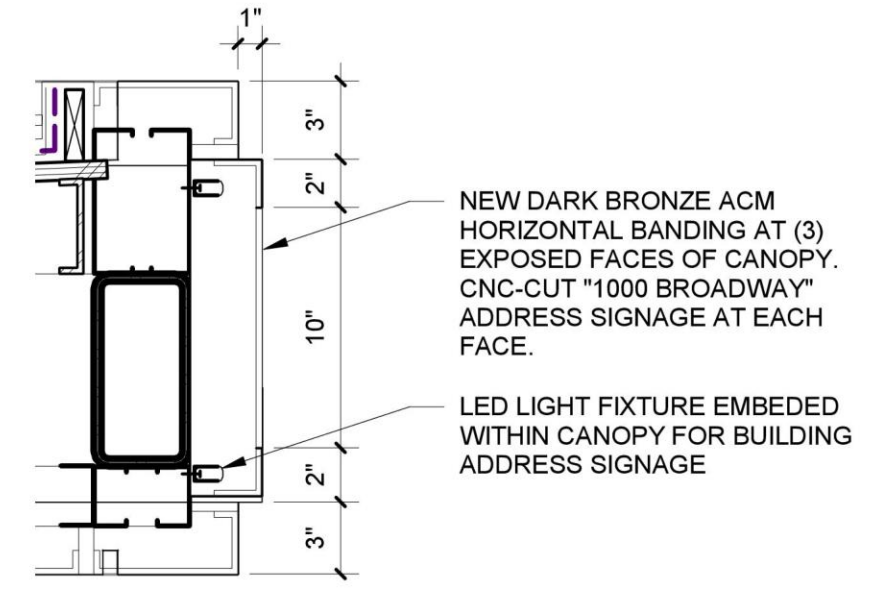 1"
3"
2"
NEW DARK BRONZE ACM
HORIZONTAL BANDING AT (3)
EXPOSED FACES OF CANOPY.
CNC-CUT "1000 BROADWAY"
ADDRESS SIGNAGE AT EACH
FACE.
10"
LED LIGHT FIXTURE EMBEDED
WITHIN CANOPY FOR BUILDING
ADDRESS SIGNAGE
2"
3"